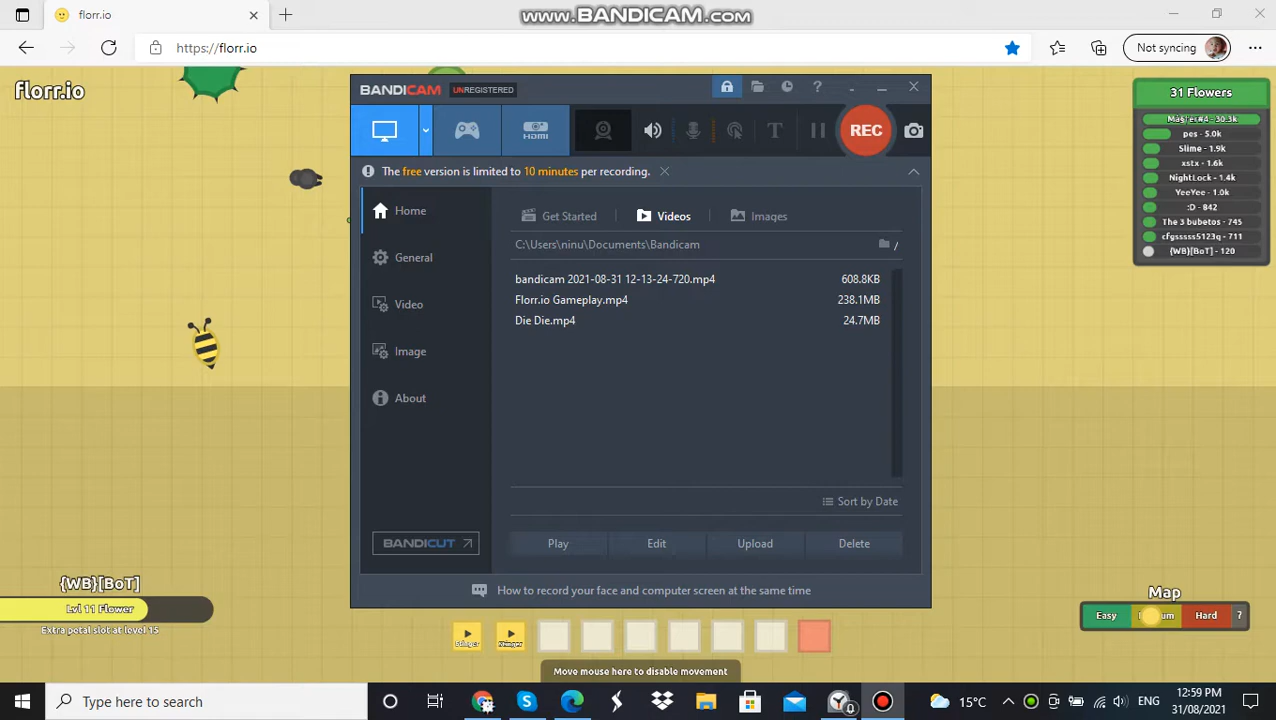 www.BANDICAM.com
florr.io
https://florr.io
Not syncing
florr.io
BANDICAM UNREGISTERED
HDMI
REC
The free version is limited to 10 minutes per recording.
Home
General
Video
Image
About
BANDICUT
Get Started
Videos
Images
C:\Users\ninu\Documents\Bandicam
bandicam 2021-08-31 12-13-24-720.mp4 608.8KB
Florr.io Gameplay.mp4 238.1MB
Die Die.mp4 24.7MB
Sort by Date
Play Edit Upload Delete
How to record your face and computer screen at the same time
31 Flowers
30.3k
pes - 5.0k
Slime - 1.9k
xstx - 1.6k
NightLock - 1.4k
YeeYee - 1.0k
:D - 842
The 3 bubetos - 745
cfgsssss5123q - 711
{WB}[BoT] - 120
{WB}[BoT]
Lvl 11 Flower
Extra petal slot at level 15
Stinger
Move mouse here to disable movement
Map
Easy
Hard
?
Type here to search
15°C
ENG
12:59 PM
31/08/2021